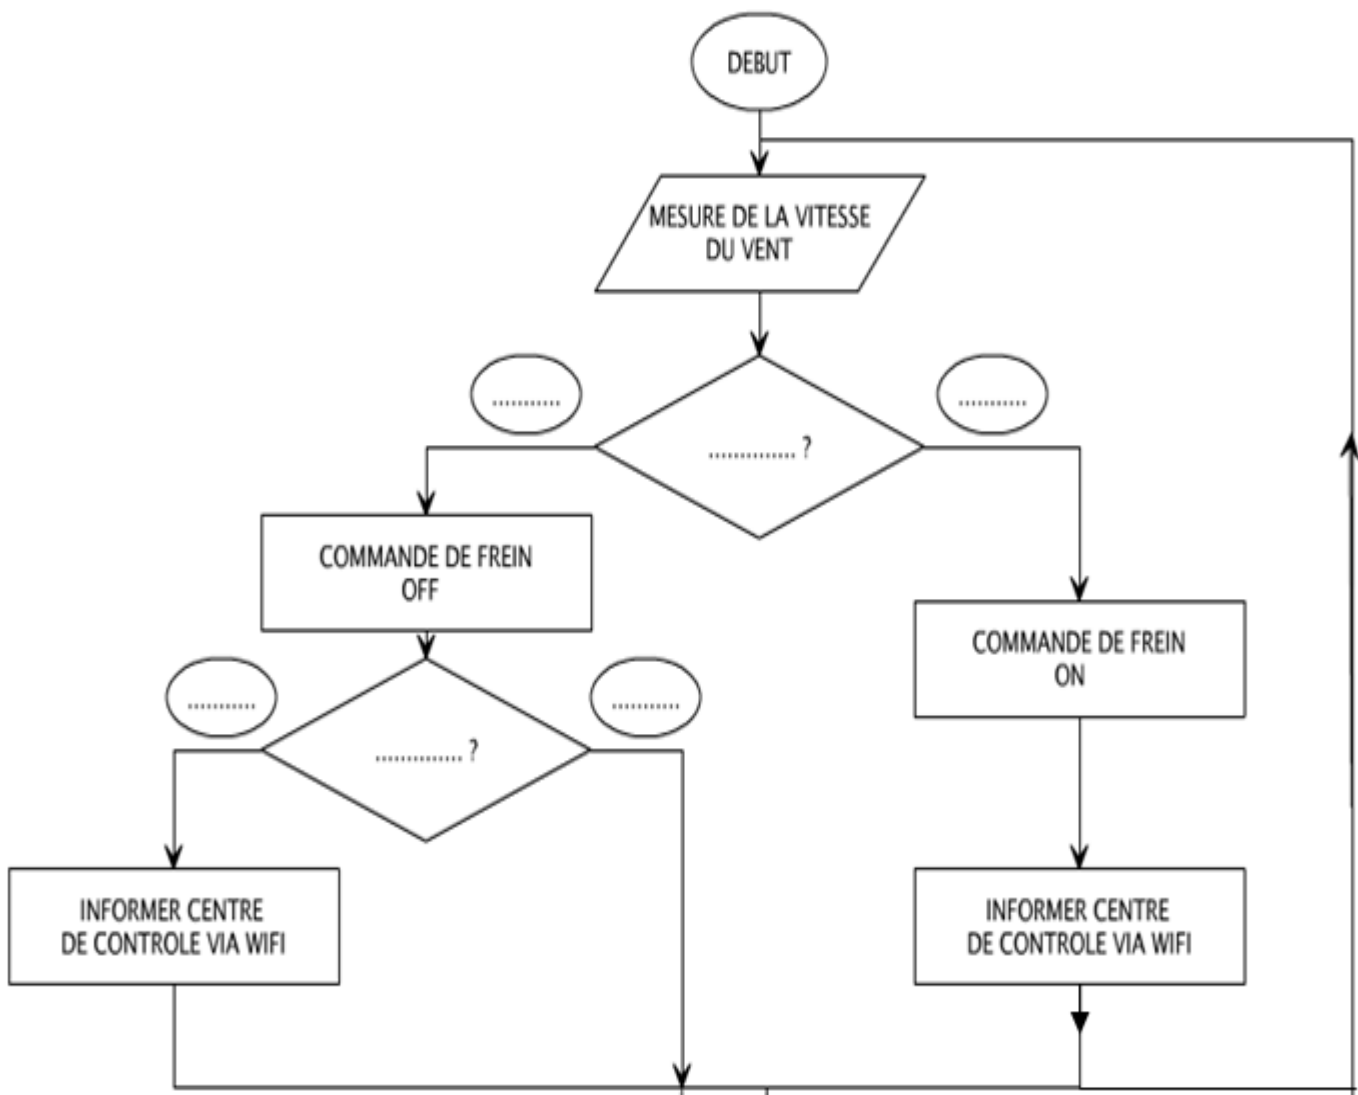 DEBUT
MESURE DE LA VITESSE
DU VENT
...........
...........
.............. ?
COMMANDE DE FREIN
OFF
COMMANDE DE FREIN
ON
...........
...........
.............. ?
INFORMER CENTRE
DE CONTROLE VIA WIFI
INFORMER CENTRE
DE CONTROLE VIA WIFI